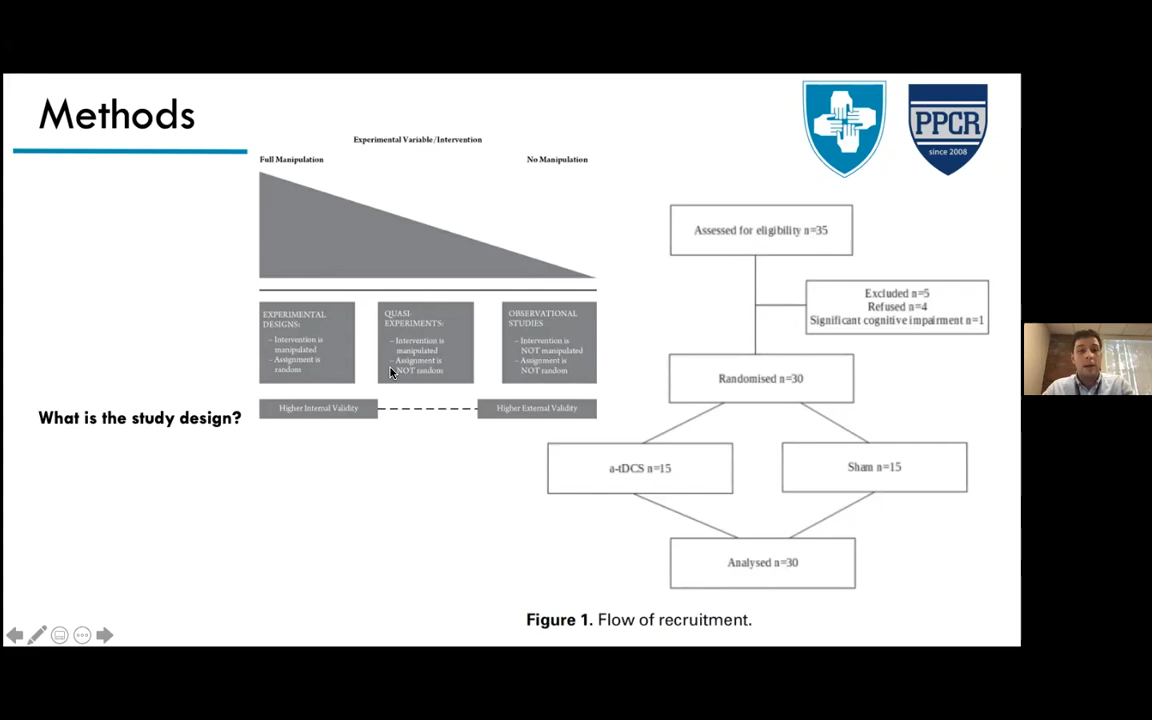 Methods
Experimental Variable/Intervention
Full Manipulation
No Manipulation
EXPERIMENTAL
DESIGNS:
– Intervention is
manipulated
– Assignment is
random
QUASI-
EXPERIMENTS:
– Intervention is
manipulated
– Assignment is
NOT random
OBSERVATIONAL
STUDIES
– Intervention is
NOT manipulated
– Assignment is
NOT random
Higher Internal Validity
Higher External Validity
What is the study design?
PPCR
since 2008
Assessed for eligibility n=35
Excluded n=5
Refused n=4
Significant cognitive impairment n=1
Randomised n=30
a-tDCS n=15
Sham n=15
Analysed n=30
Figure 1. Flow of recruitment.